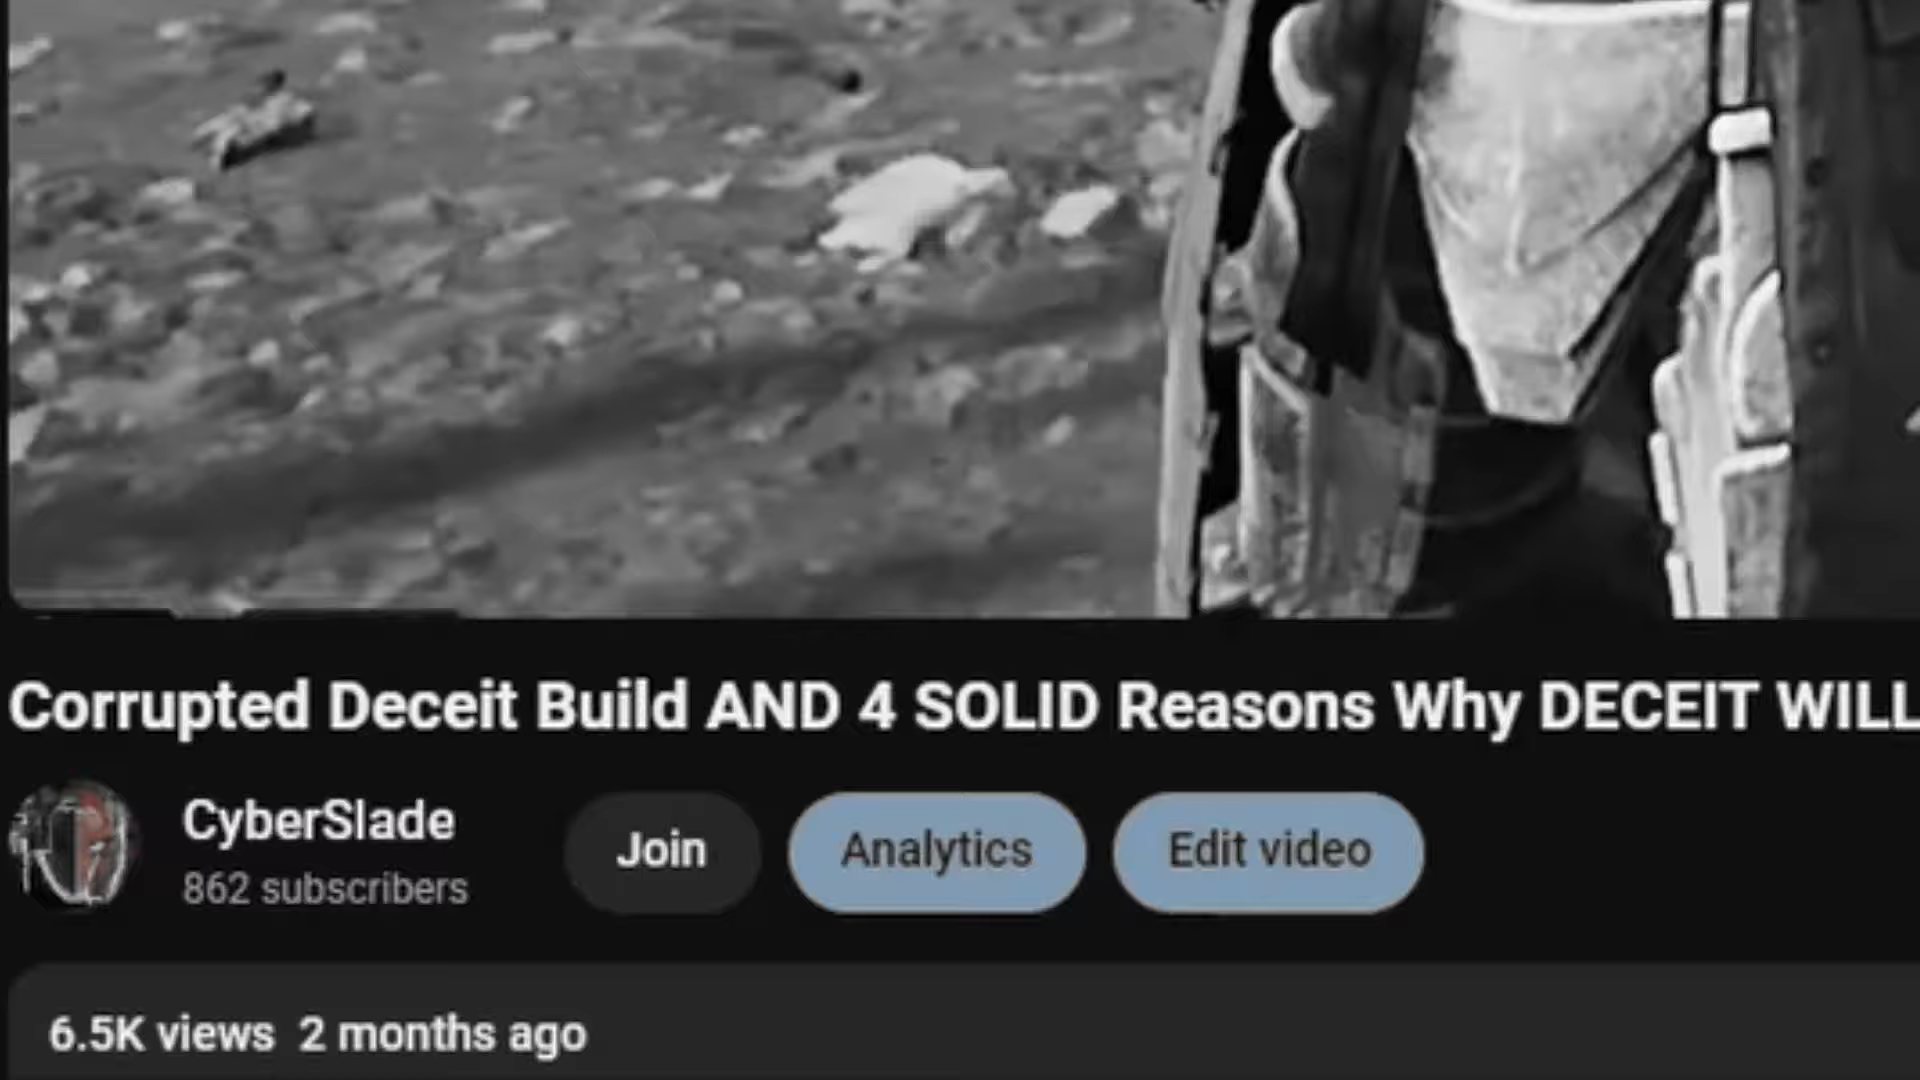 Corrupted Deceit Build AND 4 SOLID Reasons Why DECEIT WILL
CyberSlade
862 subscribers
Join
Analytics
Edit video
6.5K views 2 months ago